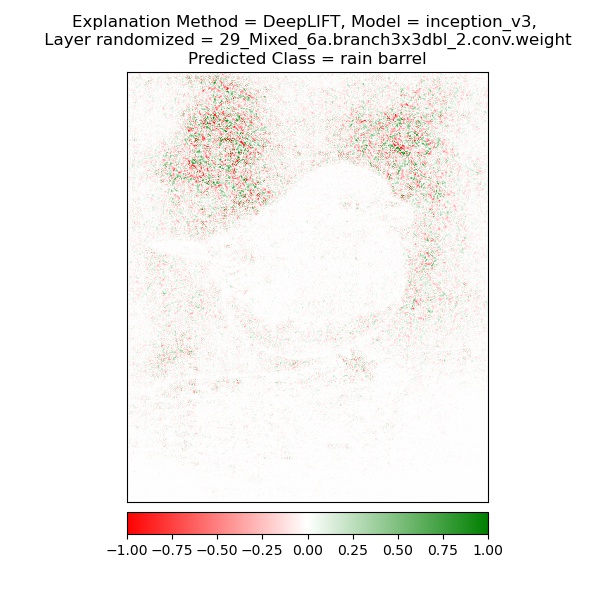 Explanation Method = DeepLIFT, Model = inception_v3,
Layer randomized = 29_Mixed_6a.branch3x3dbl_2.conv.weight
Predicted Class = rain barrel
−1.00 −0.75 −0.50 −0.25 0.00 0.25 0.50 0.75 1.00